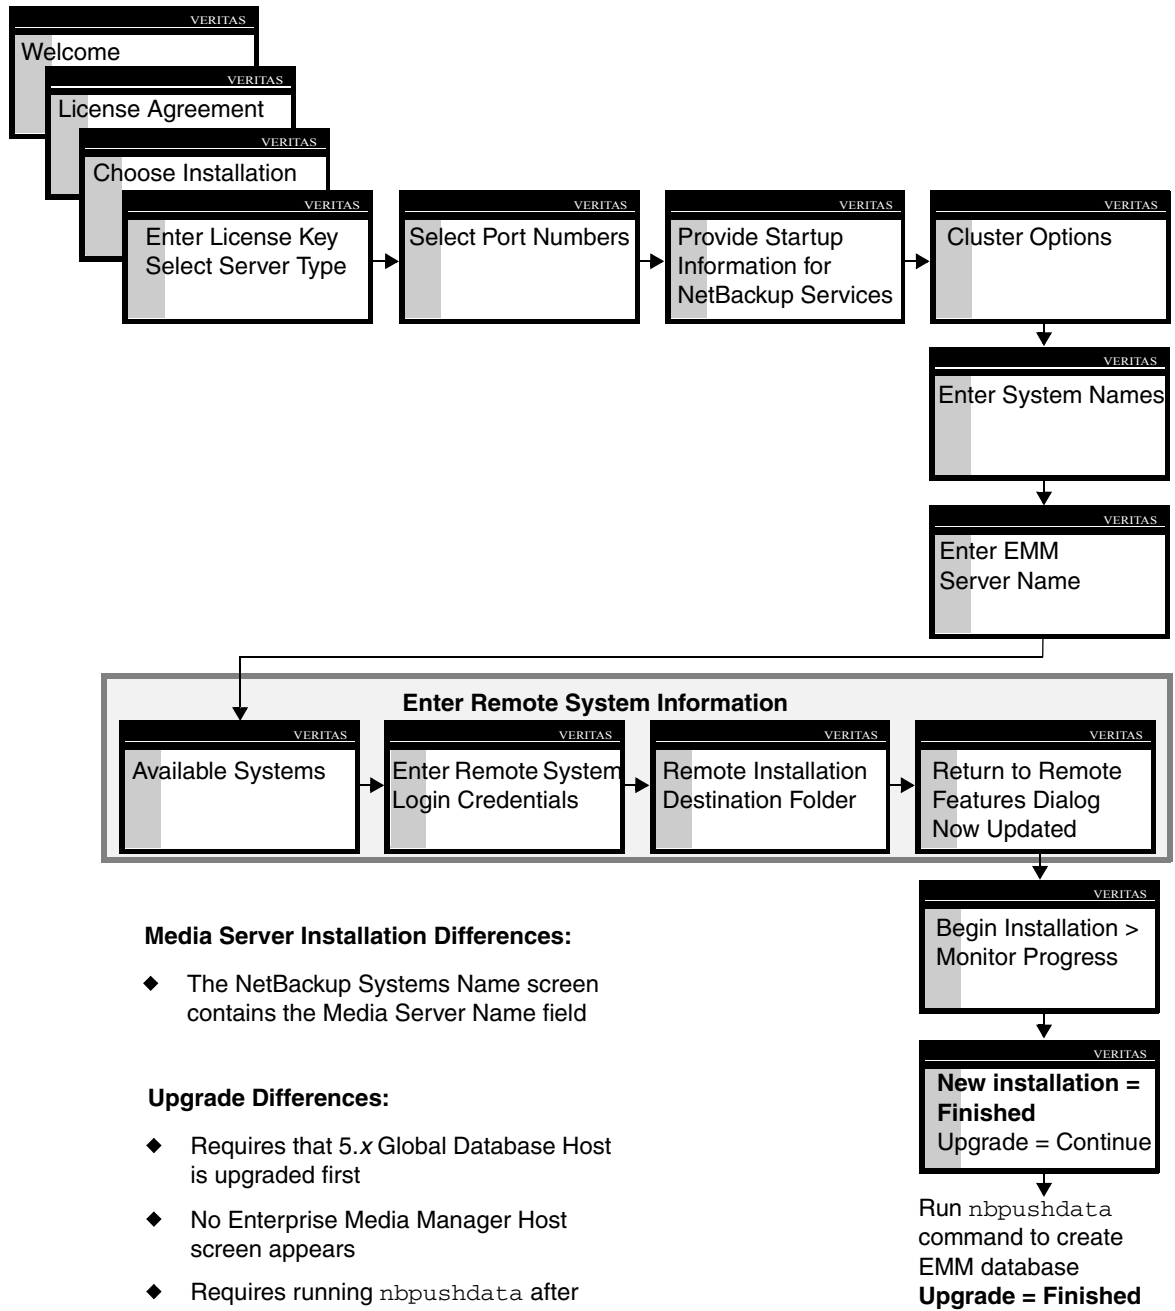 VERITAS
Welcome
VERITAS
License Agreement
VERITAS
Choose Installation
VERITAS
Enter License Key
Select Server Type
VERITAS
Select Port Numbers
VERITAS
Provide Startup
Information for
NetBackup Services
VERITAS
Cluster Options
VERITAS
Enter System Names
VERITAS
Enter EMM
Server Name
Enter Remote System Information
VERITAS
Available Systems
VERITAS
Enter Remote System
Login Credentials
VERITAS
Remote Installation
Destination Folder
VERITAS
Return to Remote
Features Dialog
Now Updated
VERITAS
Begin Installation >
Monitor Progress
VERITAS
New installation =
Finished
Upgrade = Continue
Run nbpushdata
command to create
EMM database
Upgrade = Finished
Media Server Installation Differences:
◆ The NetBackup Systems Name screen
contains the Media Server Name field
Upgrade Differences:
◆ Requires that 5.x Global Database Host
is upgraded first
◆ No Enterprise Media Manager Host
screen appears
◆ Requires running nbpushdata after